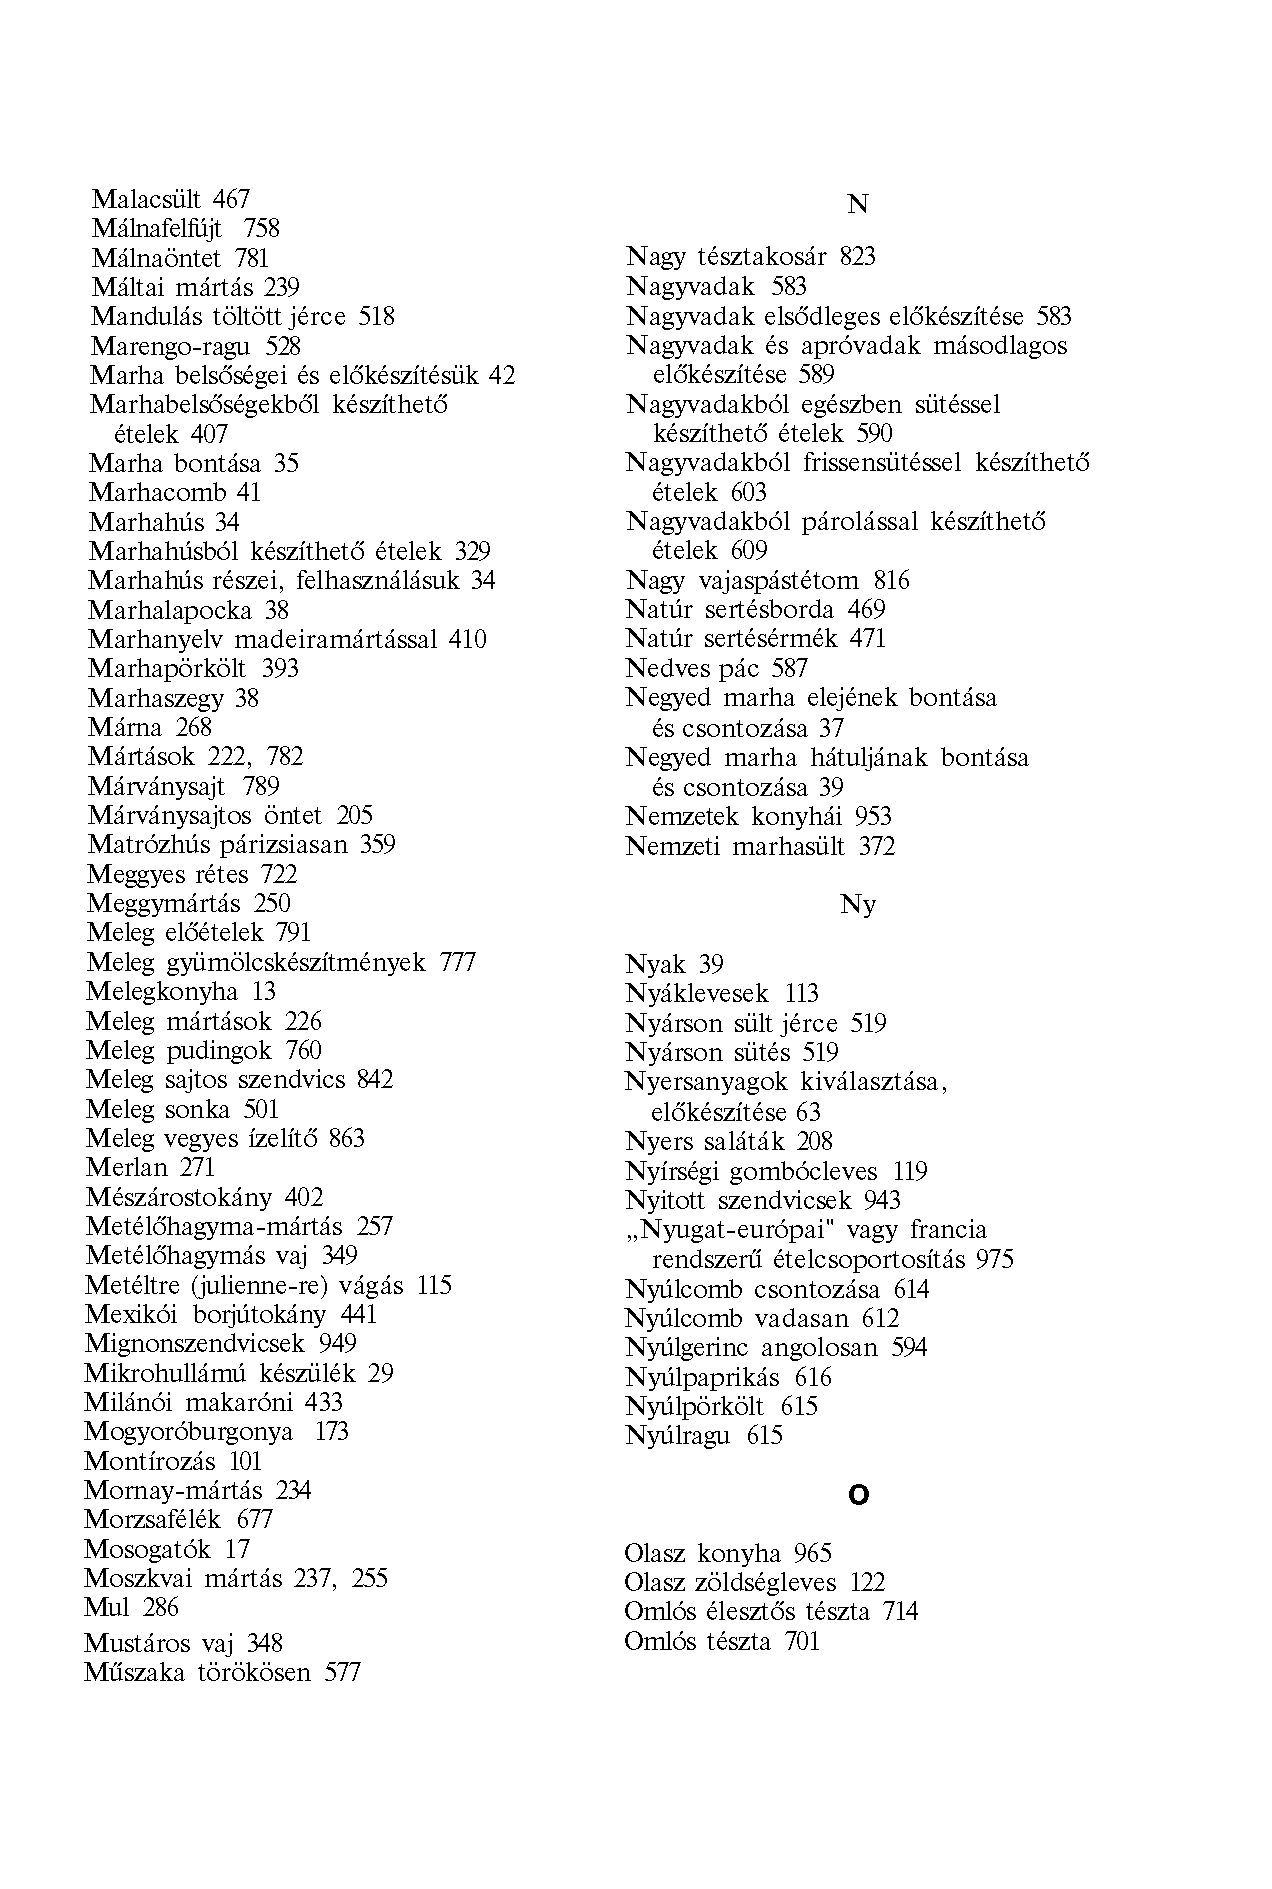 Malacsült 467
Málnafelfújt 758
Málnaöntet 781
Máltai mártás 239
Mandulás töltött jérce 518
Marengo-ragu 528
Marha belsőségei és előkészítésük 42
Marhabelsőségekből készíthető
ételek 407
Marha bontása 35
Marhacomb 41
Marhahús 34
Marhahúsból készíthető ételek 329
Marhahús részei, felhasználásuk 34
Marhalapocka 38
Marhanyelv madeiramártással 410
Marhapörkölt 393
Marhaszegy 38
Márna 268
Mártások 222, 782
Márványsajt 789
Márványsajtos öntet 205
Matrózhús párizsiasan 359
Meggyes rétes 722
Meggymártás 250
Meleg előételek 791
Meleg gyümölcskészítmények 777
Melegkonyha 13
Meleg mártások 226
Meleg pudingok 760
Meleg sajtos szendvics 842
Meleg sonka 501
Meleg vegyes ízelítő 863
Merlan 271
Mészárostokány 402
Metélőhagyma-mártás 257
Metélőhagymás vaj 349
Metéltre (julienne-re) vágás 115
Mexikói borjútokány 441
Mignonszendvicsek 949
Mikrohullámú készülék 29
Milánói makaróni 433
Mogyoróburgonya 173
Montírozás 101
Mornay-mártás 234
Morzsafélék 677
Mosogatók 17
Moszkvai mártás 237, 255
Mul 286
Mustáros vaj 348
Műszaka törökösen 577
N
Nagy tésztakosár 823
Nagyvadak 583
Nagyvadak elsődleges előkészítése 583
Nagyvadak és apróvadak másodlagos
előkészítése 589
Nagyvadakból egészben sütéssel
készíthető ételek 590
Nagyvadakból frissensütéssel készíthető
ételek 603
Nagyvadakból párolással készíthető
ételek 609
Nagy vajaspástétom 816
Natúr sertésborda 469
Natúr sertésérmék 471
Nedves pác 587
Negyed marha elejének bontása
és csontozása 37
Negyed marha hátuljának bontása
és csontozása 39
Nemzetek konyhái 953
Nemzeti marhasült 372
Ny
Nyak 39
Nyáklevesek 113
Nyárson sült jérce 519
Nyárson sütés 519
Nyersanyagok kiválasztása,
előkészítése 63
Nyers saláták 208
Nyírségi gombócleves 119
Nyitott szendvicsek 943
„Nyugat-európai" vagy francia
rendszerű ételcsoportosítás 975
Nyúlcomb csontozása 614
Nyúlcomb vadasan 612
Nyúlgerinc angolosan 594
Nyúlpaprikás 616
Nyúlpörkölt 615
Nyúlragu 615
O
Olasz konyha 965
Olasz zöldségleves 122
Omlós élesztős tészta 714
Omlós tészta 701